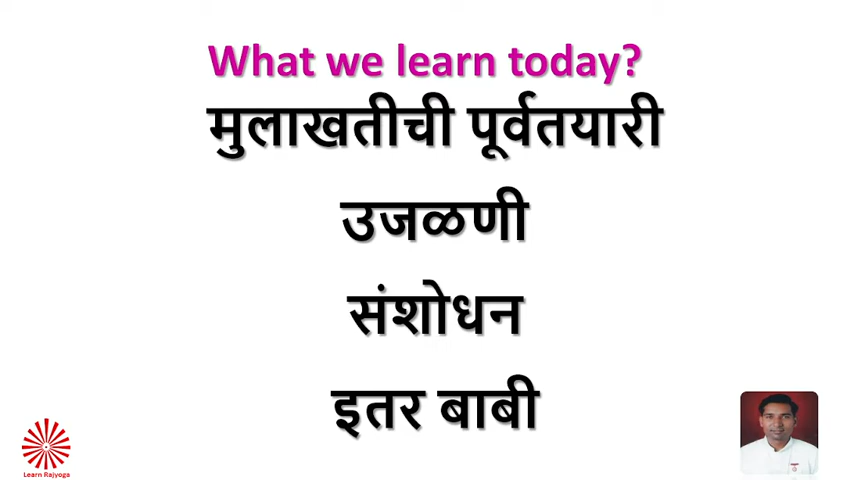 What we learn today?
मुलाखतीची पूर्वतयारी
उजळणी
संशोधन
इतर बाबी
Learn Rajyoga